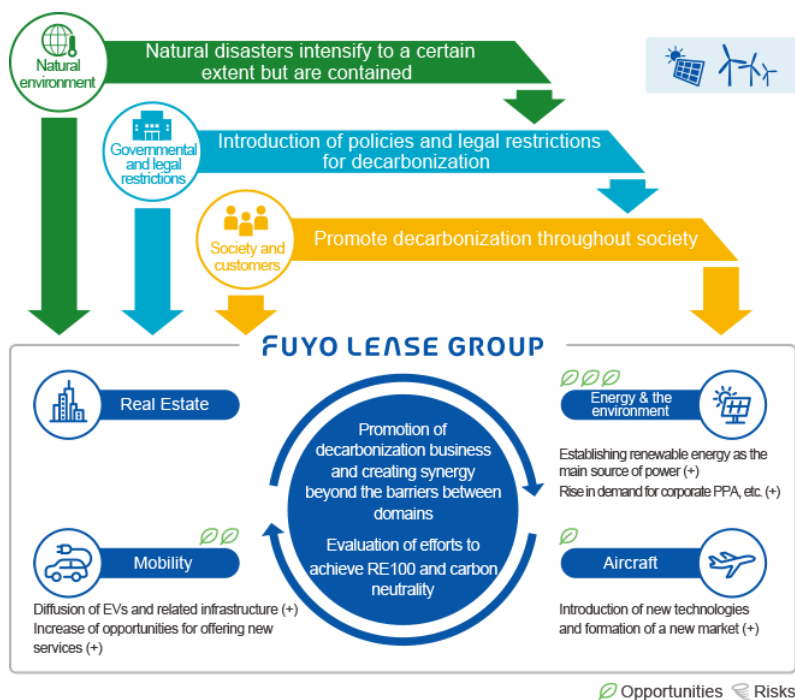 Natural
environment
Natural disasters intensify to a certain
extent but are contained
Governmental
and legal
restrictions
Introduction of policies and legal restrictions
for decarbonization
Society and
customers
Promote decarbonization throughout society
FUYO LEASE GROUP
Real Estate
Energy & the
environment
Establishing renewable energy as the
main source of power (+)
Rise in demand for corporate PPA, etc. (+)
Promotion of
decarbonization business
and creating synergy
beyond the barriers between
domains
Evaluation of efforts to
achieve RE100 and carbon
neutrality
Mobility
Diffusion of EVs and related infrastructure (+)
Increase of opportunities for offering new
services (+)
Aircraft
Introduction of new technologies
and formation of a new market (+)
Opportunities Risks